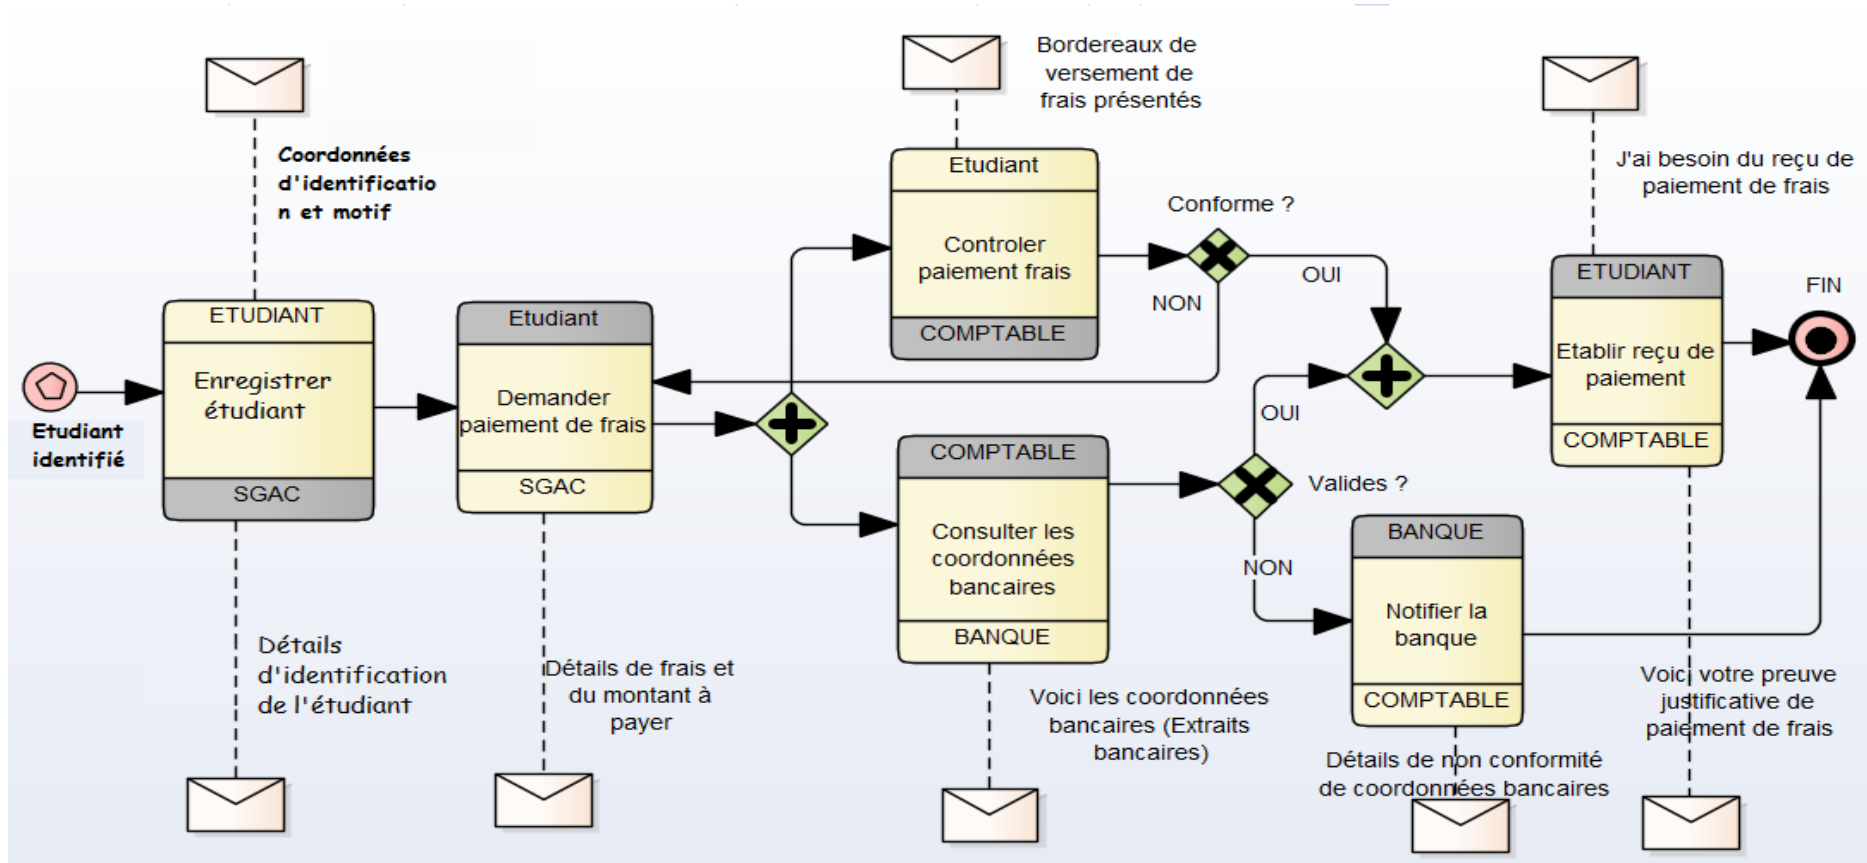 Coordonnées
d'identificatio
n et motif
Bordereaux de
versement de
frais présentés
J'ai besoin du reçu de
paiement de frais
Etudiant
identifié
ETUDIANT
Enregistrer
étudiant
SGAC
Détails
d'identification
de l'étudiant
Etudiant
Demander
paiement de frais
SGAC
Détails de frais et
du montant à
payer
Etudiant
Controler
paiement frais
COMPTABLE
Conforme ?
OUI
NON
COMPTABLE
Consulter les
coordonnées
bancaires
BANQUE
Voici les coordonnées
bancaires (Extraits
bancaires)
OUI
Valides ?
NON
BANQUE
Notifier la
banque
COMPTABLE
Détails de non conformité
de coordonnées bancaires
ETUDIANT
Etablir reçu de
paiement
COMPTABLE
Voici votre preuve
justificative de
paiement de frais
FIN